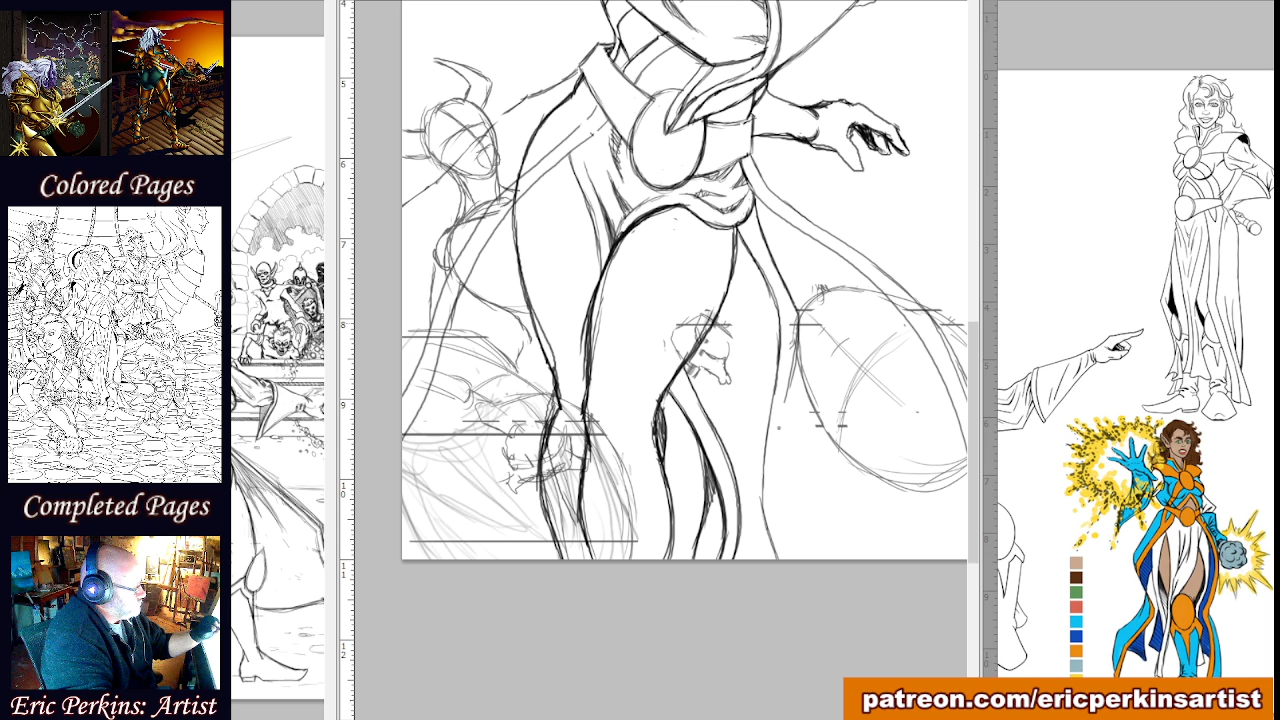 Colored Pages
Completed Pages
Eric Perkins: Artist
patreon.com/ericperkinsartist